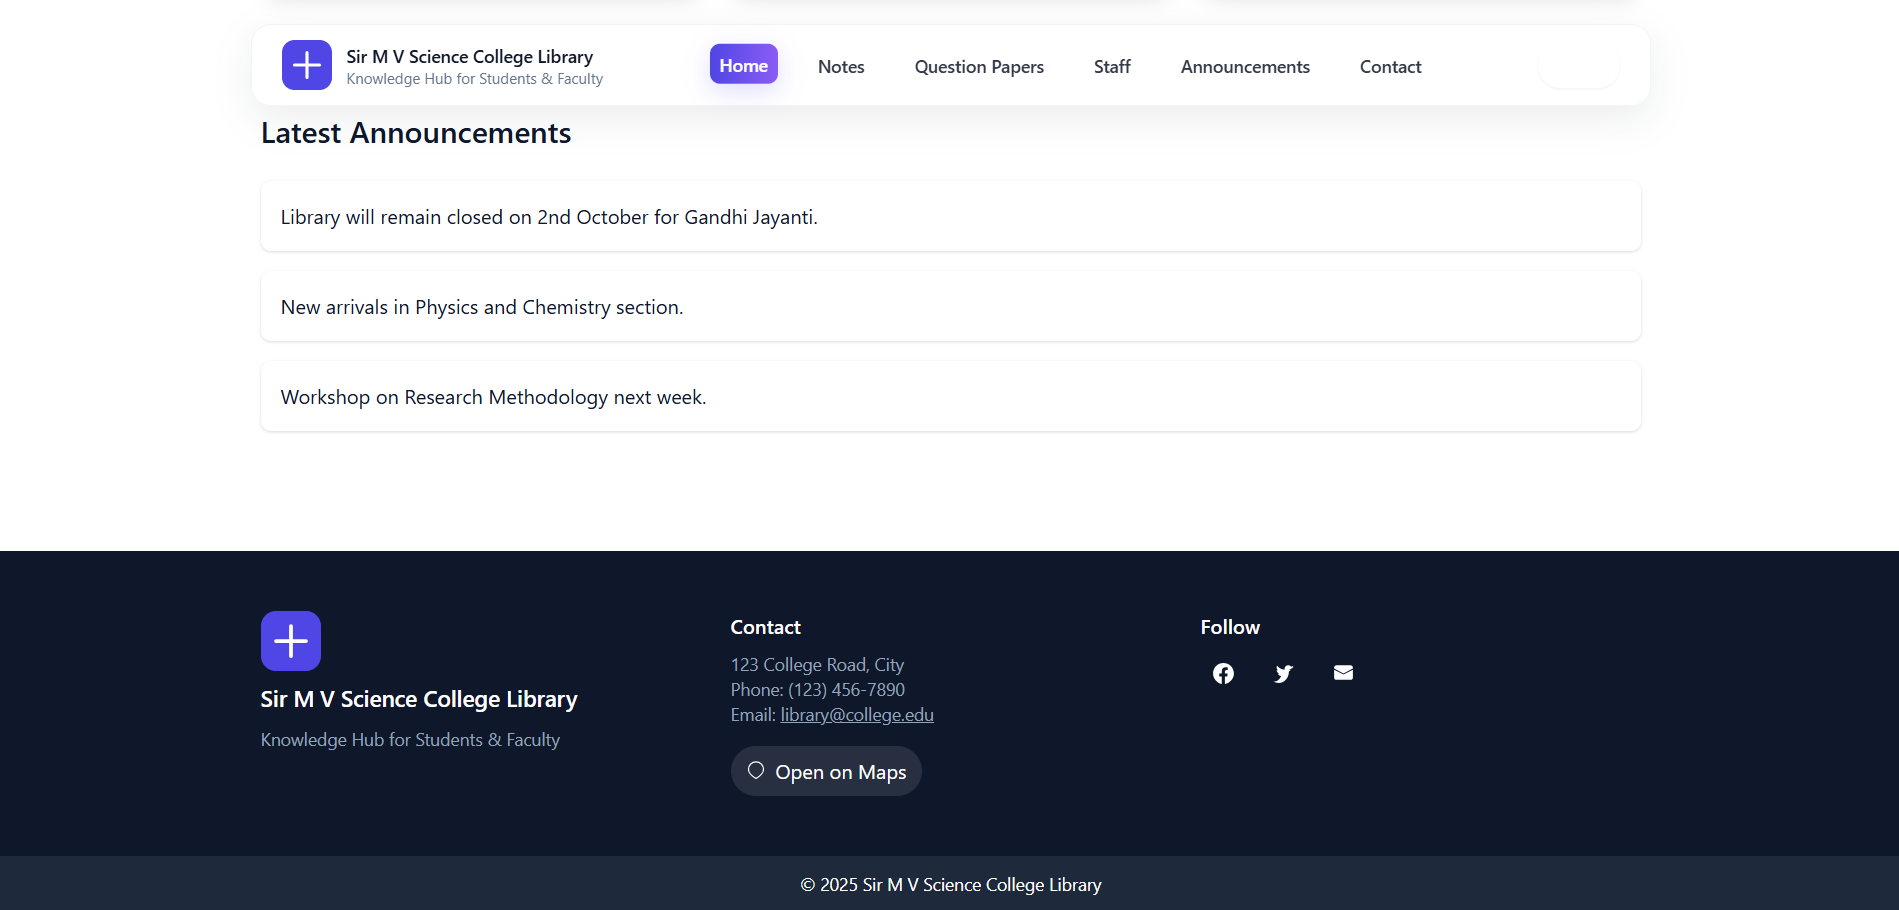 Sir M V Science College Library
Knowledge Hub for Students & Faculty
Home
Notes
Question Papers
Staff
Announcements
Contact
Latest Announcements
Library will remain closed on 2nd October for Gandhi Jayanti.
New arrivals in Physics and Chemistry section.
Workshop on Research Methodology next week.
Sir M V Science College Library
Knowledge Hub for Students & Faculty
Contact
123 College Road, City
Phone: (123) 456-7890
Email: library@college.edu
Open on Maps
Follow
© 2025 Sir M V Science College Library